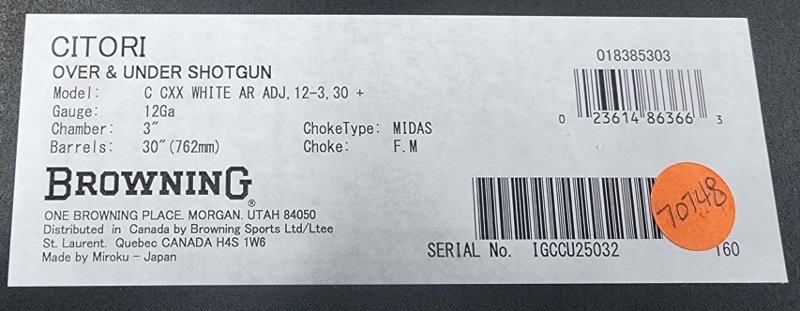 CITORI
OVER & UNDER SHOTGUN
Model: C CXX WHITE AR ADJ,12-3,30 +
Gauge: 12Ga
Chamber: 3"
Barrels: 30"(762mm)
ChokeType: MIDAS
Choke: F.M
BROWNING®
ONE BROWNING PLACE. MORGAN. UTAH 84050
Distributed in Canada by Browning Sports Ltd/Ltee
St. Laurent. Quebec CANADA H4S 1W6
Made by Miroku - Japan
018385303
0 23614 86366 3
70748
SERIAL No. IGCCU25032
160